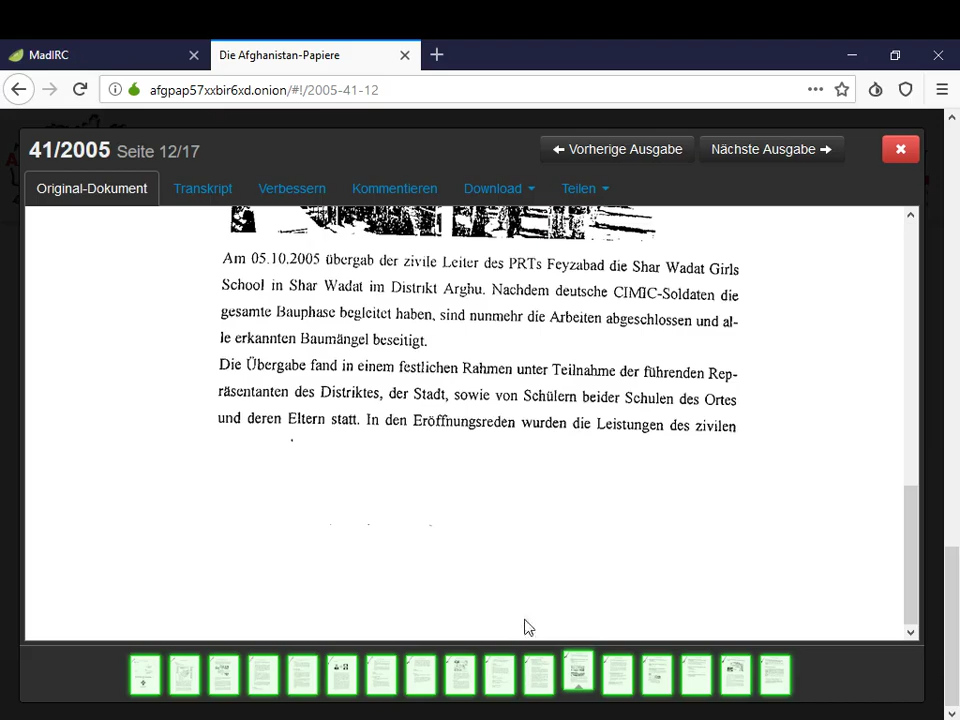 MadIRC
Die Afghanistan-Papiere
afgpap57xxbir6xd.onion/#!/2005-41-12
41/2005 Seite 12/17
Vorherige Ausgabe
Nächste Ausgabe
Original-Dokument
Transkript
Verbessern
Kommentieren
Download
Teilen
Am 05.10.2005 übergab der zivile Leiter des PRTs Feyzabad die Shar Wadat Girls
School in Shar Wadat im Distrikt Arghu. Nachdem deutsche CIMIC-Soldaten die
gesamte Bauphase begleitet haben, sind nunmehr die Arbeiten abgeschlossen und al-
le erkannten Baumängel beseitigt.
Die Übergabe fand in einem festlichen Rahmen unter Teilnahme der führenden Rep-
räsentanten des Distriktes, der Stadt, sowie von Schülern beider Schulen des Ortes
und deren Eltern statt. In den Eröffnungsreden wurden die Leistungen des zivilen